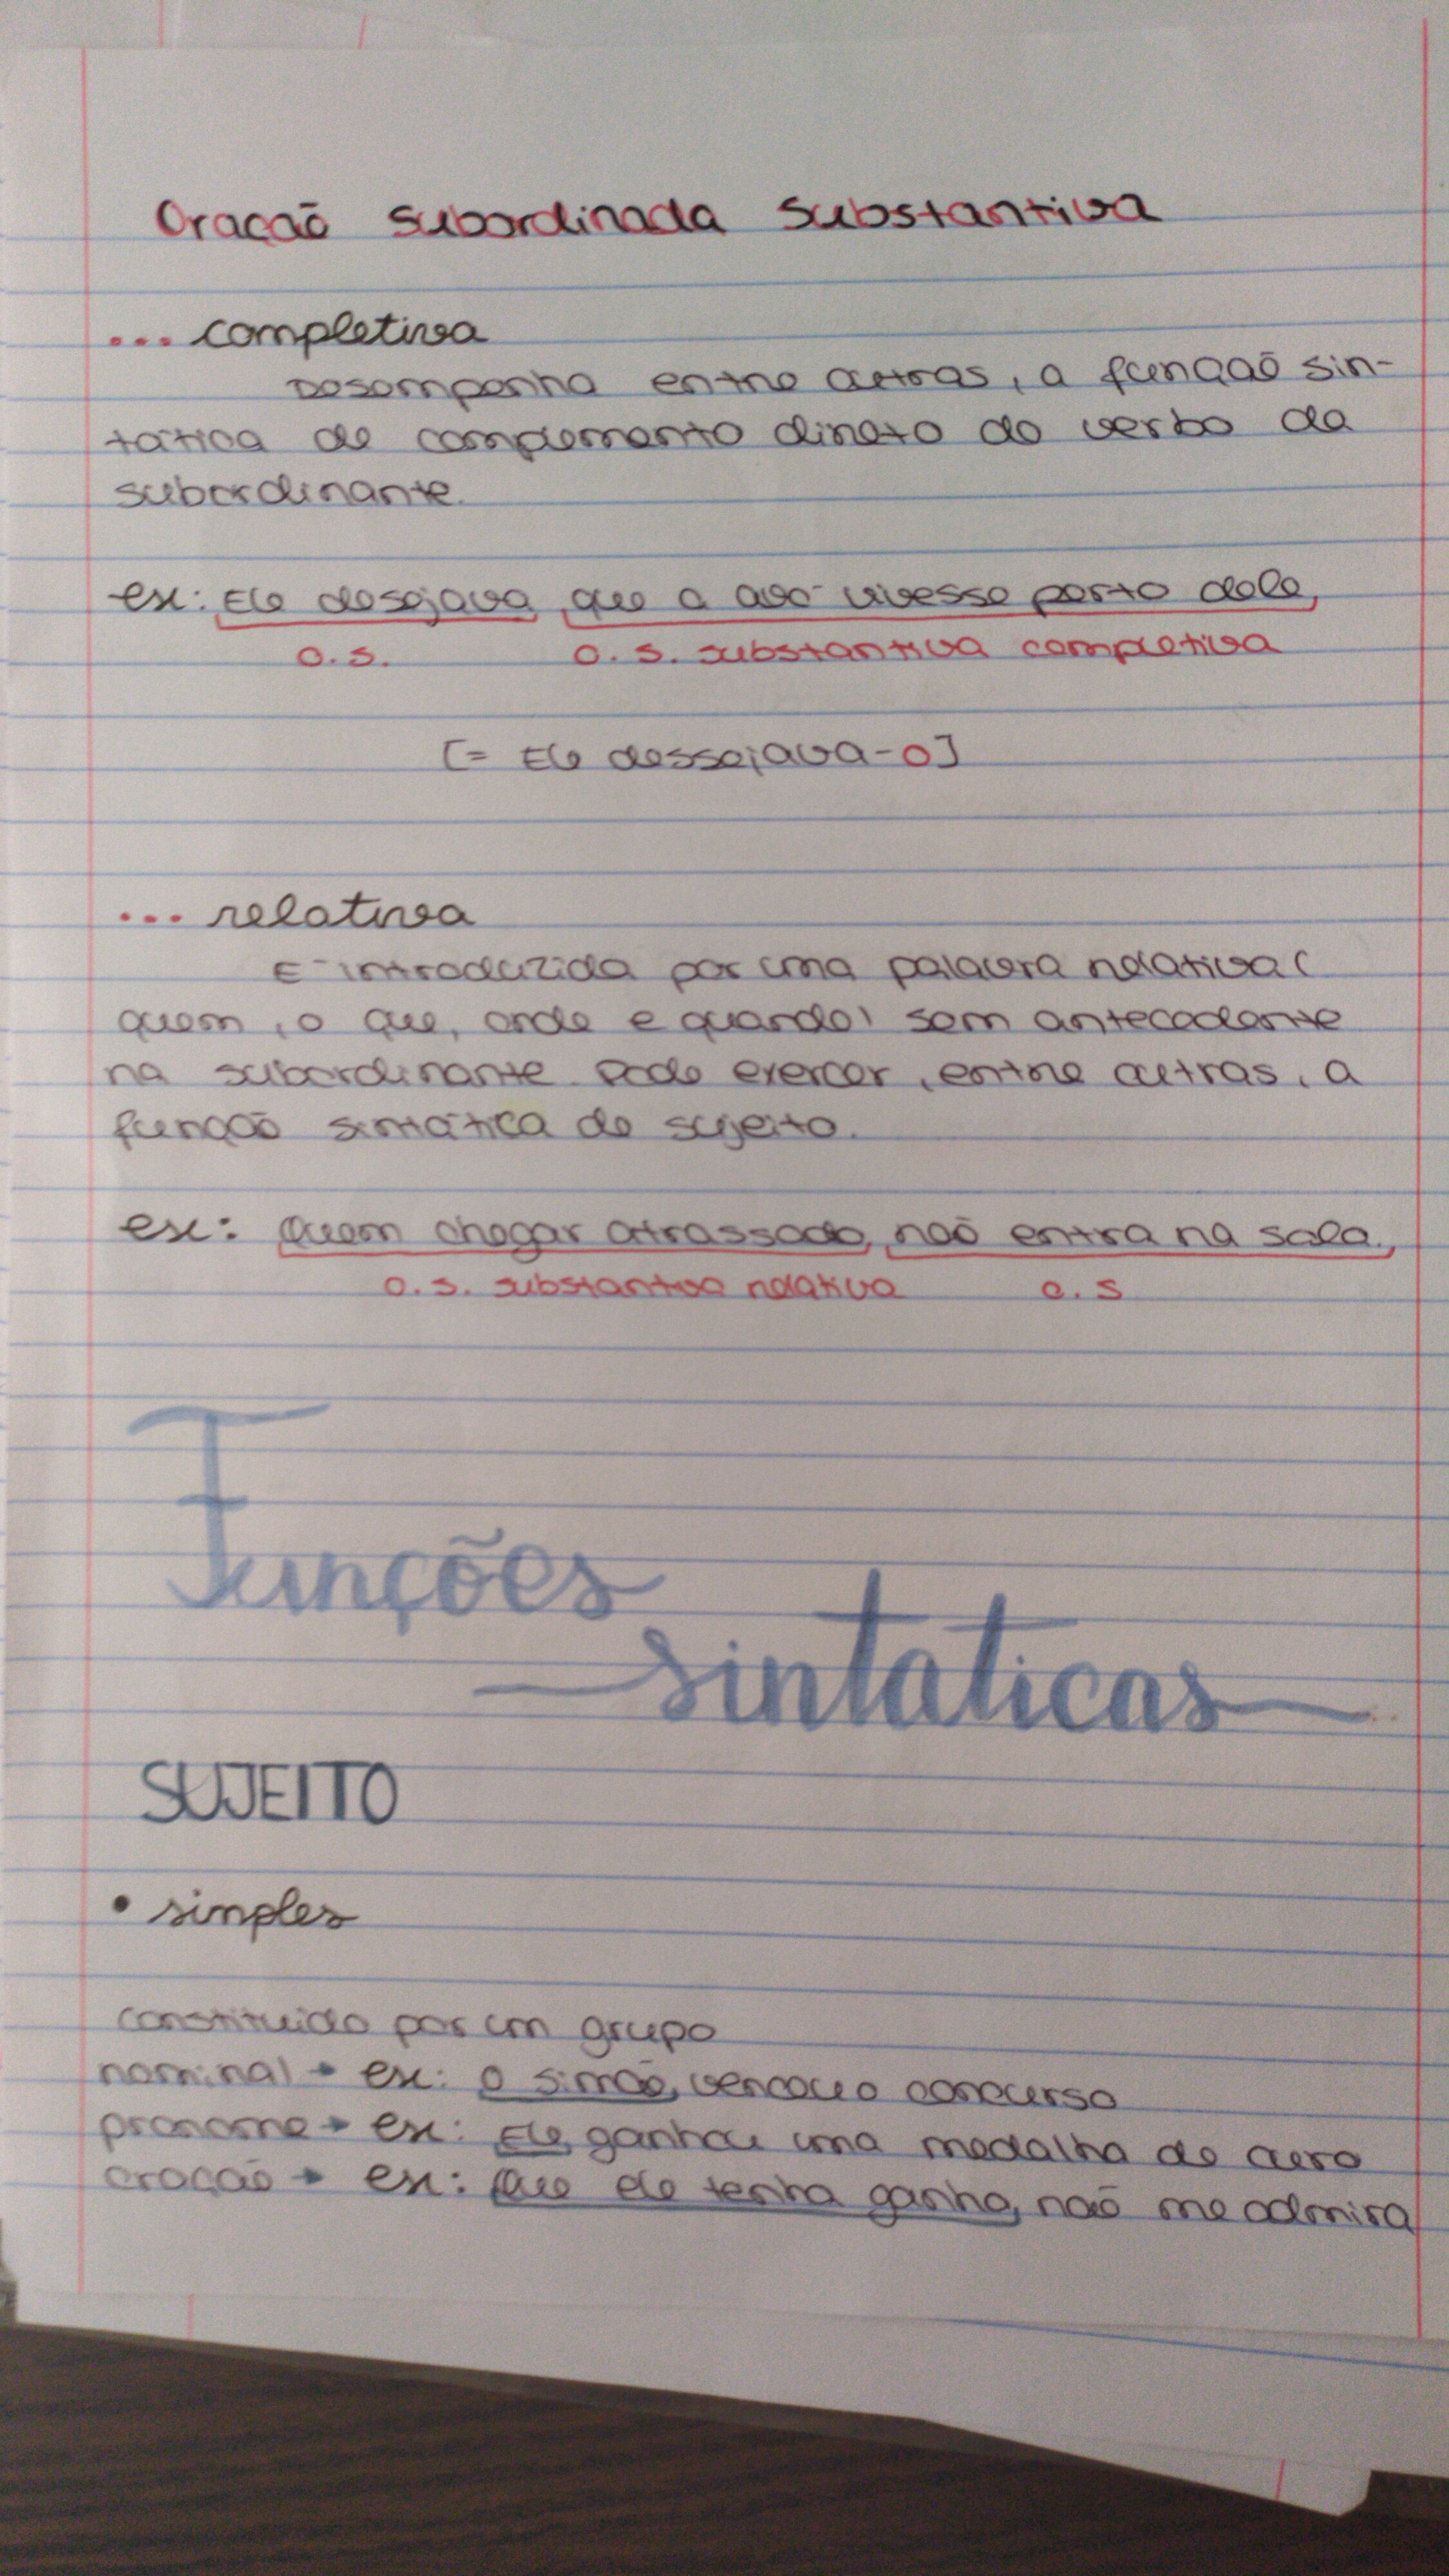 Oração subordinada substantiva
... completiva
Desempenha entre outras, a função sin-
tática de complemento direto do verbo da
subordinante.
ex: Ele desejava que o avô vivesse perto dele,
o.s. o.s. substantiva completiva
[= Ele dessejava-o]
... relativa
É introduzida por uma palavra relativa (
quem, o que, onde e quando) sem antecedente
na subordinante. Pode exercer, entre outras, a
função sintática de sujeito.
ex: Quem chegar atrassado, não entra na sala.
o.s. substantiva relativa o.s
Funções
sintaticas
SUJEITO
• simples
constituido por um grupo
nominal → ex: O simão, venceu o concurso
pronome → ex: Ele ganhou uma medalha de ouro
oração → ex: Que ele tenha ganho, não me admira